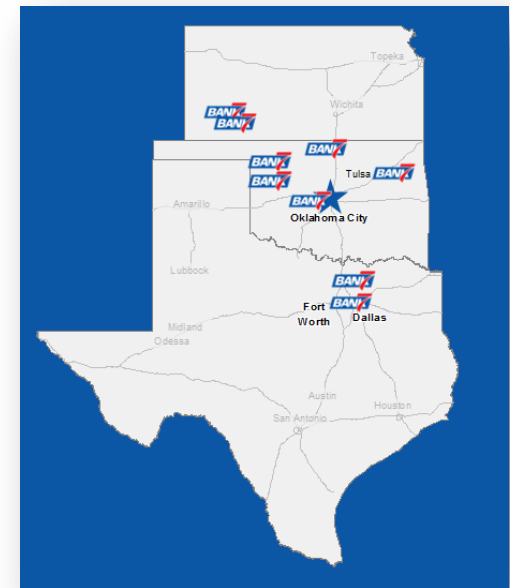 Topeka
Wichita
BANK7
BANK7
BANK7
BANK7
Tulsa BANK7
BANK7
BANK7
Oklahoma City
Amarillo
Lubbock
BANK7
Fort Worth
BANK7
Dallas
Midland
Odessa
Austin
San Antonio
Houston